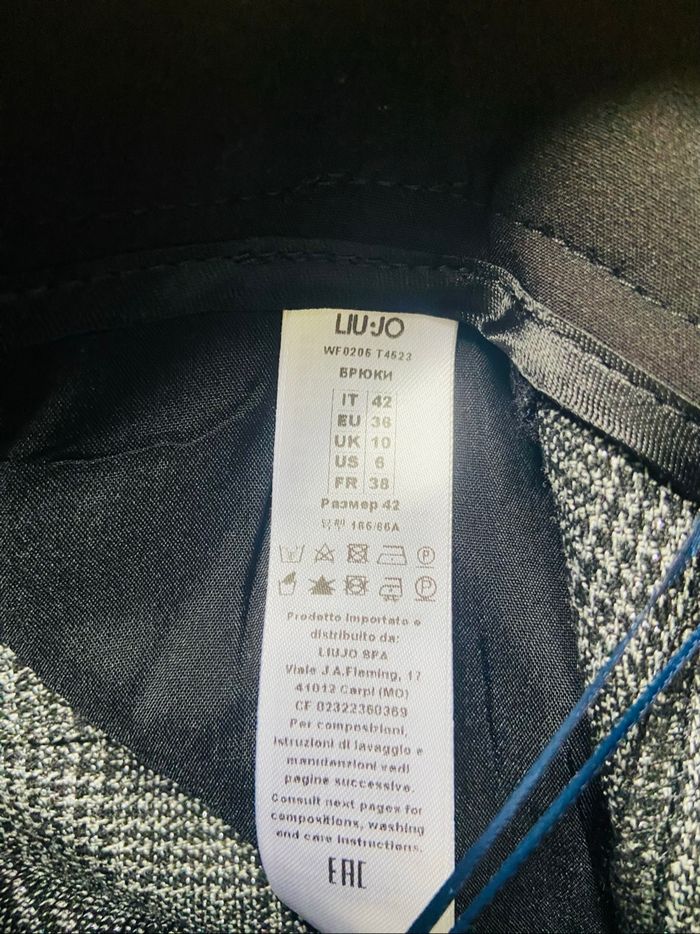 LIU·JO
WF0205 T4523
БРЮКИ
IT 42
EU 36
UK 10
US 6
FR 38
Размер 42
号型 165/66A
Prodotto importato e
distribuito da:
LIUJO SPA
Viale J.A.Fleming, 17
41012 Carpi (MO)
CF 02322360369
Per composizioni,
istruzioni di lavaggio e
manutenzioni vedi
pagine successive.
Consult next pages for
compositions, washing
and care instructions.
EAC